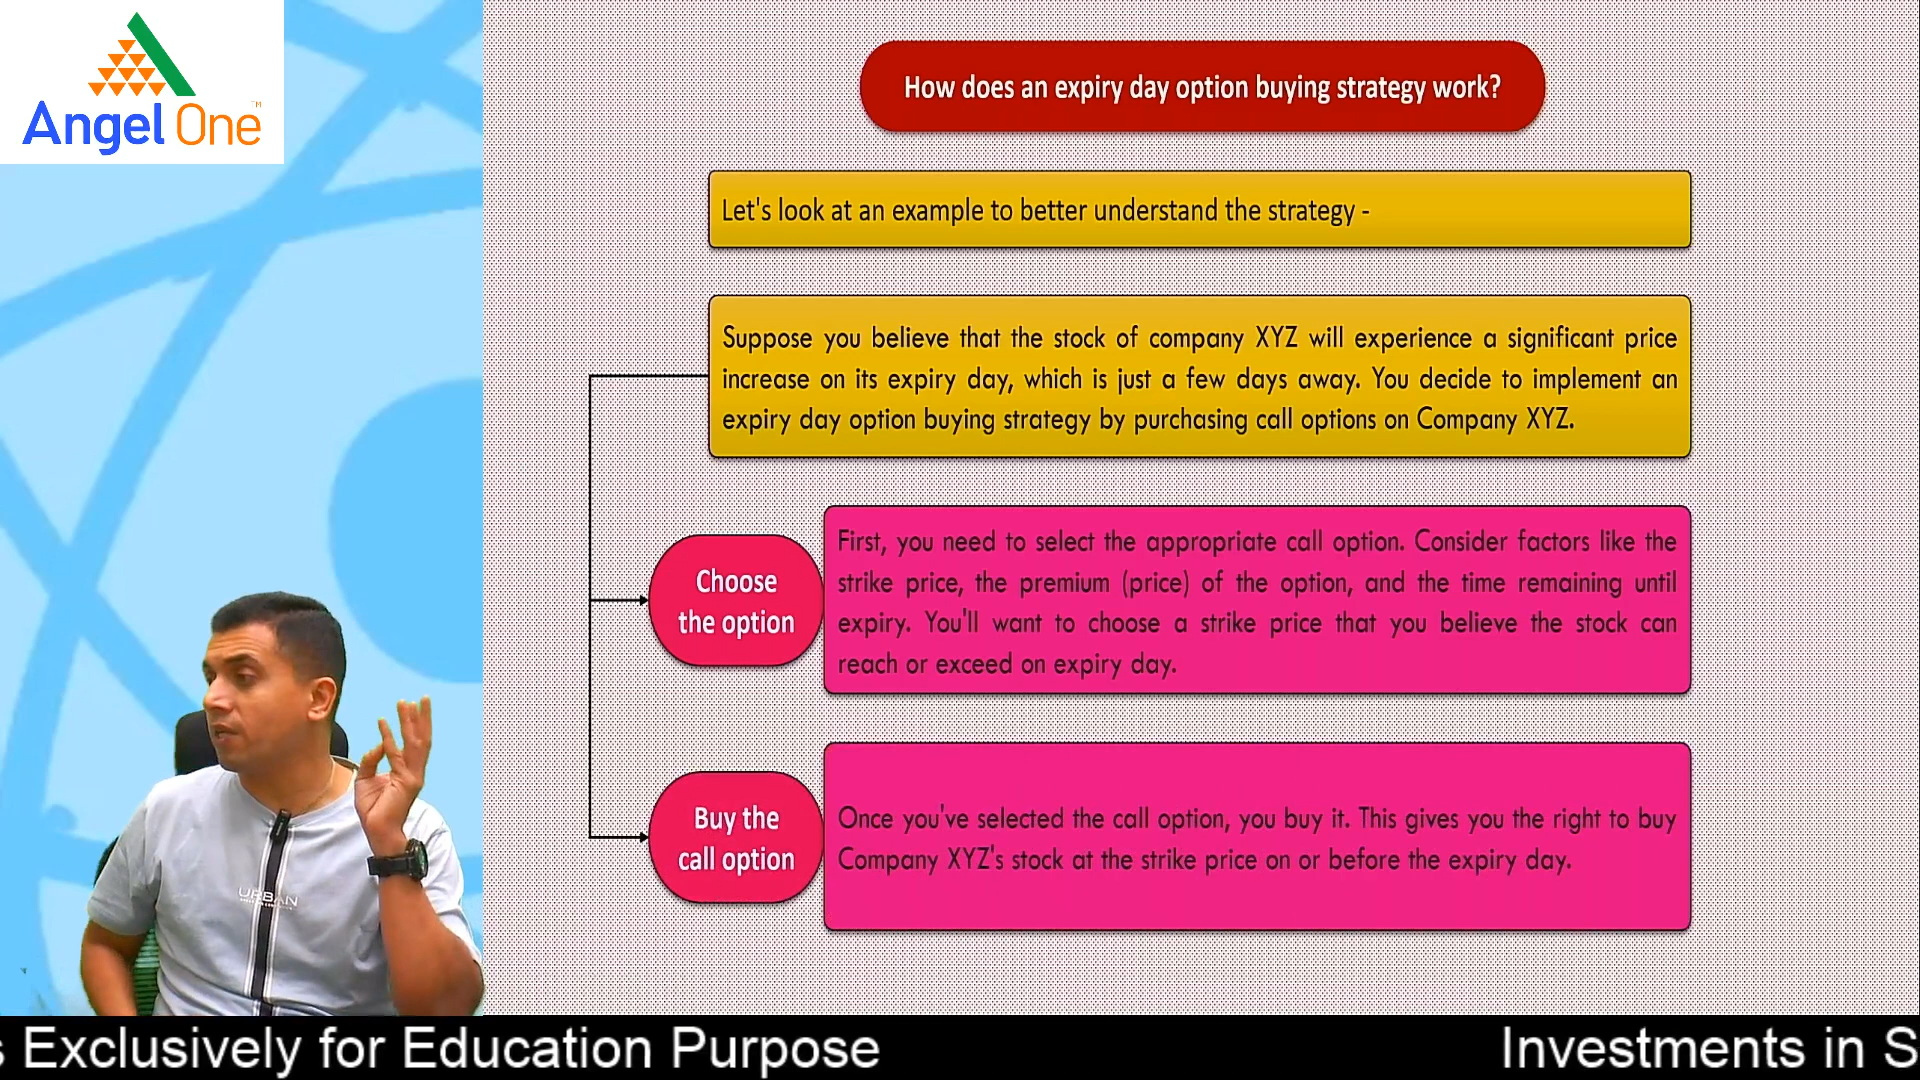 Angel One™
How does an expiry day option buying strategy work?
Let's look at an example to better understand the strategy -
Suppose you believe that the stock of company XYZ will experience a significant price
increase on its expiry day, which is just a few days away. You decide to implement an
expiry day option buying strategy by purchasing call options on Company XYZ.
Choose
the option
First, you need to select the appropriate call option. Consider factors like the
strike price, the premium (price) of the option, and the time remaining until
expiry. You'll want to choose a strike price that you believe the stock can
reach or exceed on expiry day.
Buy the
call option
Once you've selected the call option, you buy it. This gives you the right to buy
Company XYZ's stock at the strike price on or before the expiry day.
URBAN
s Exclusively for Education Purpose Investments in S